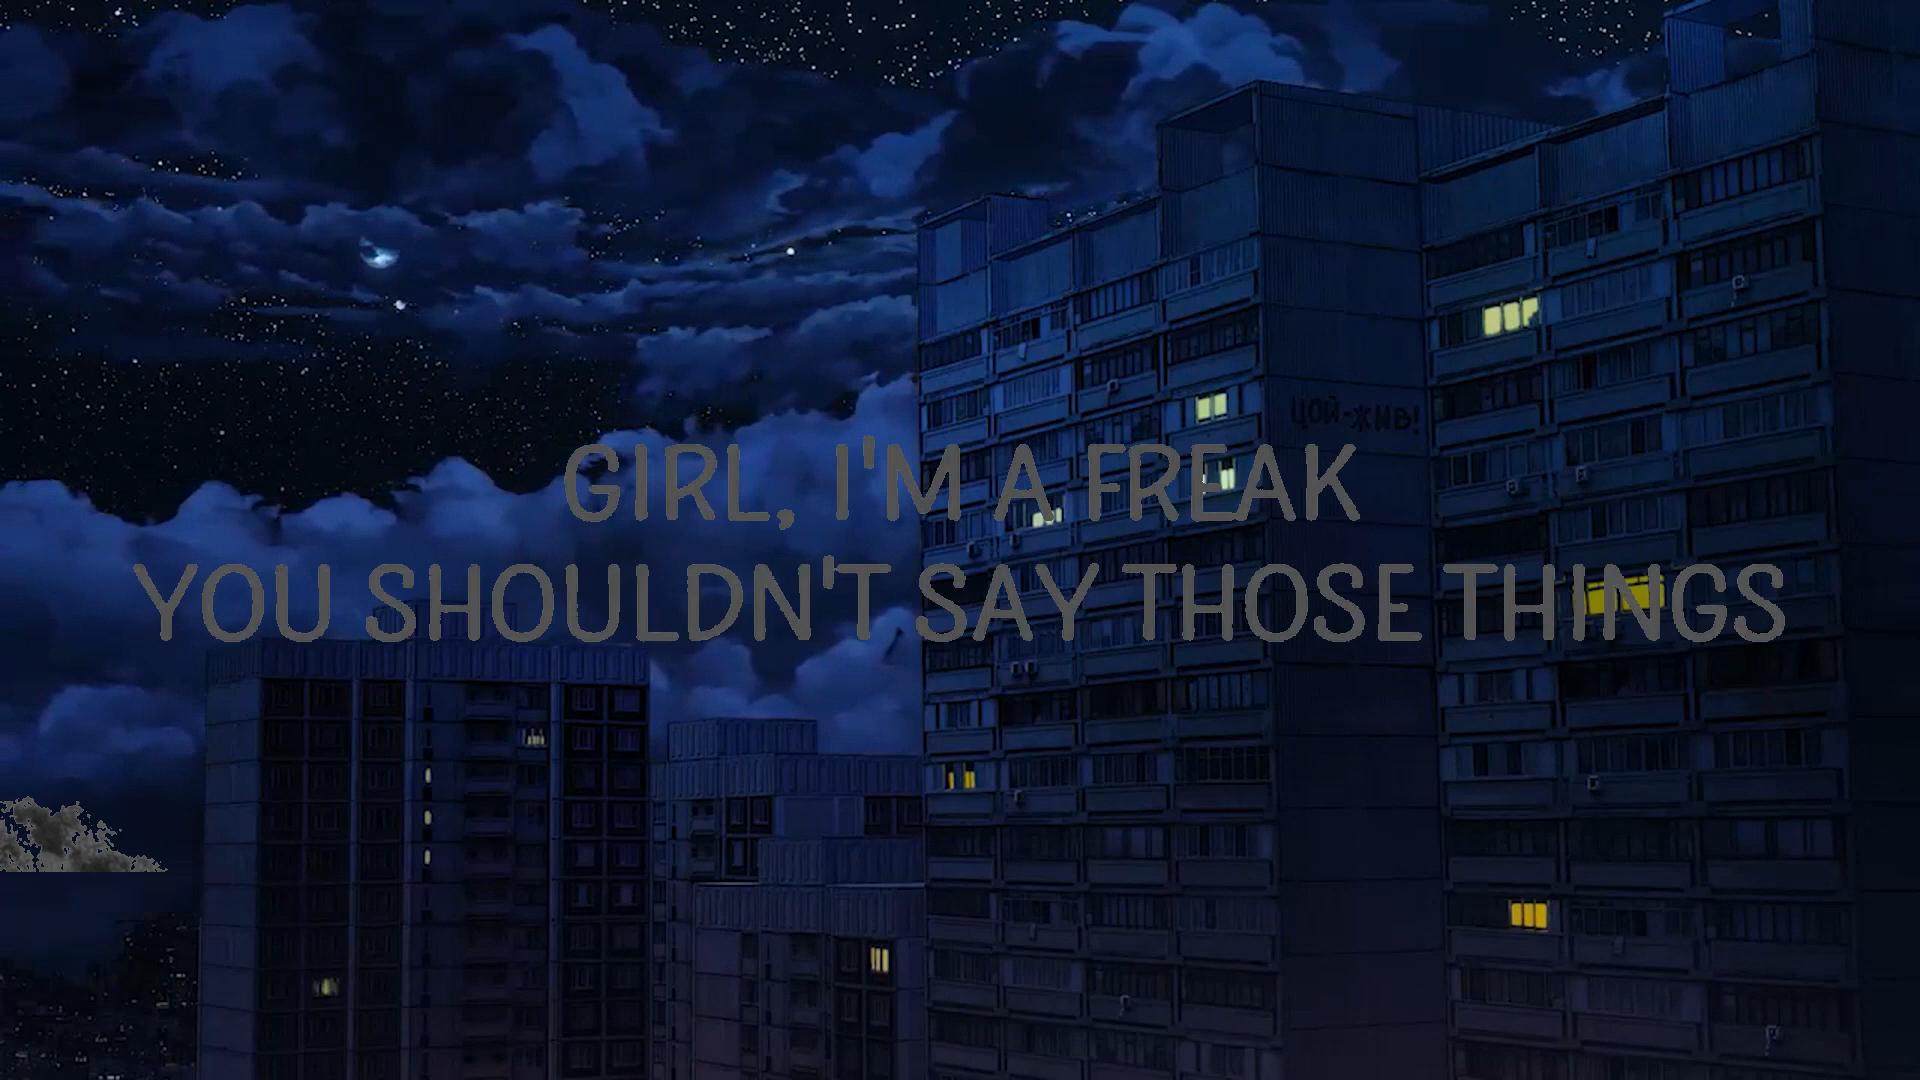 ЦОЙ-ЖИВ!
GIRL, I'M A FREAK
YOU SHOULDN'T SAY THOSE THINGS